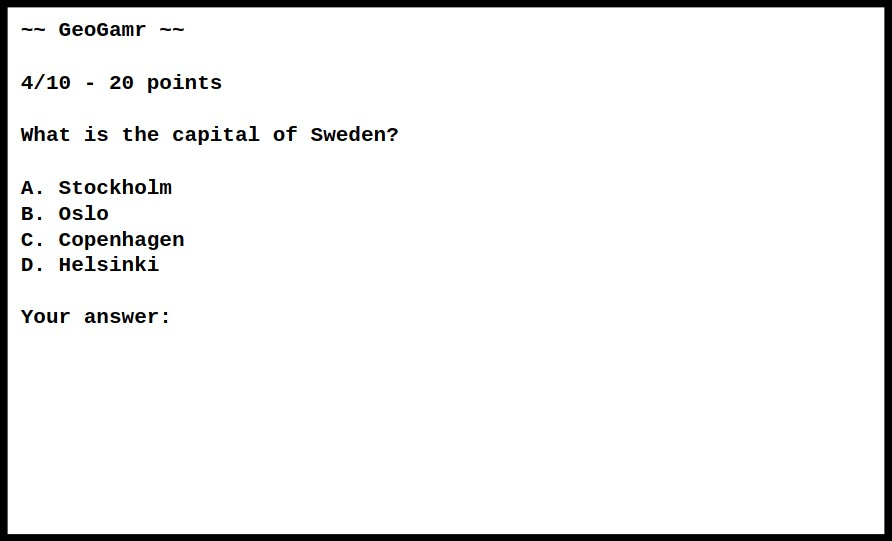 ~~ GeoGamr ~~
4/10 - 20 points
What is the capital of Sweden?
A. Stockholm
B. Oslo
C. Copenhagen
D. Helsinki
Your answer: